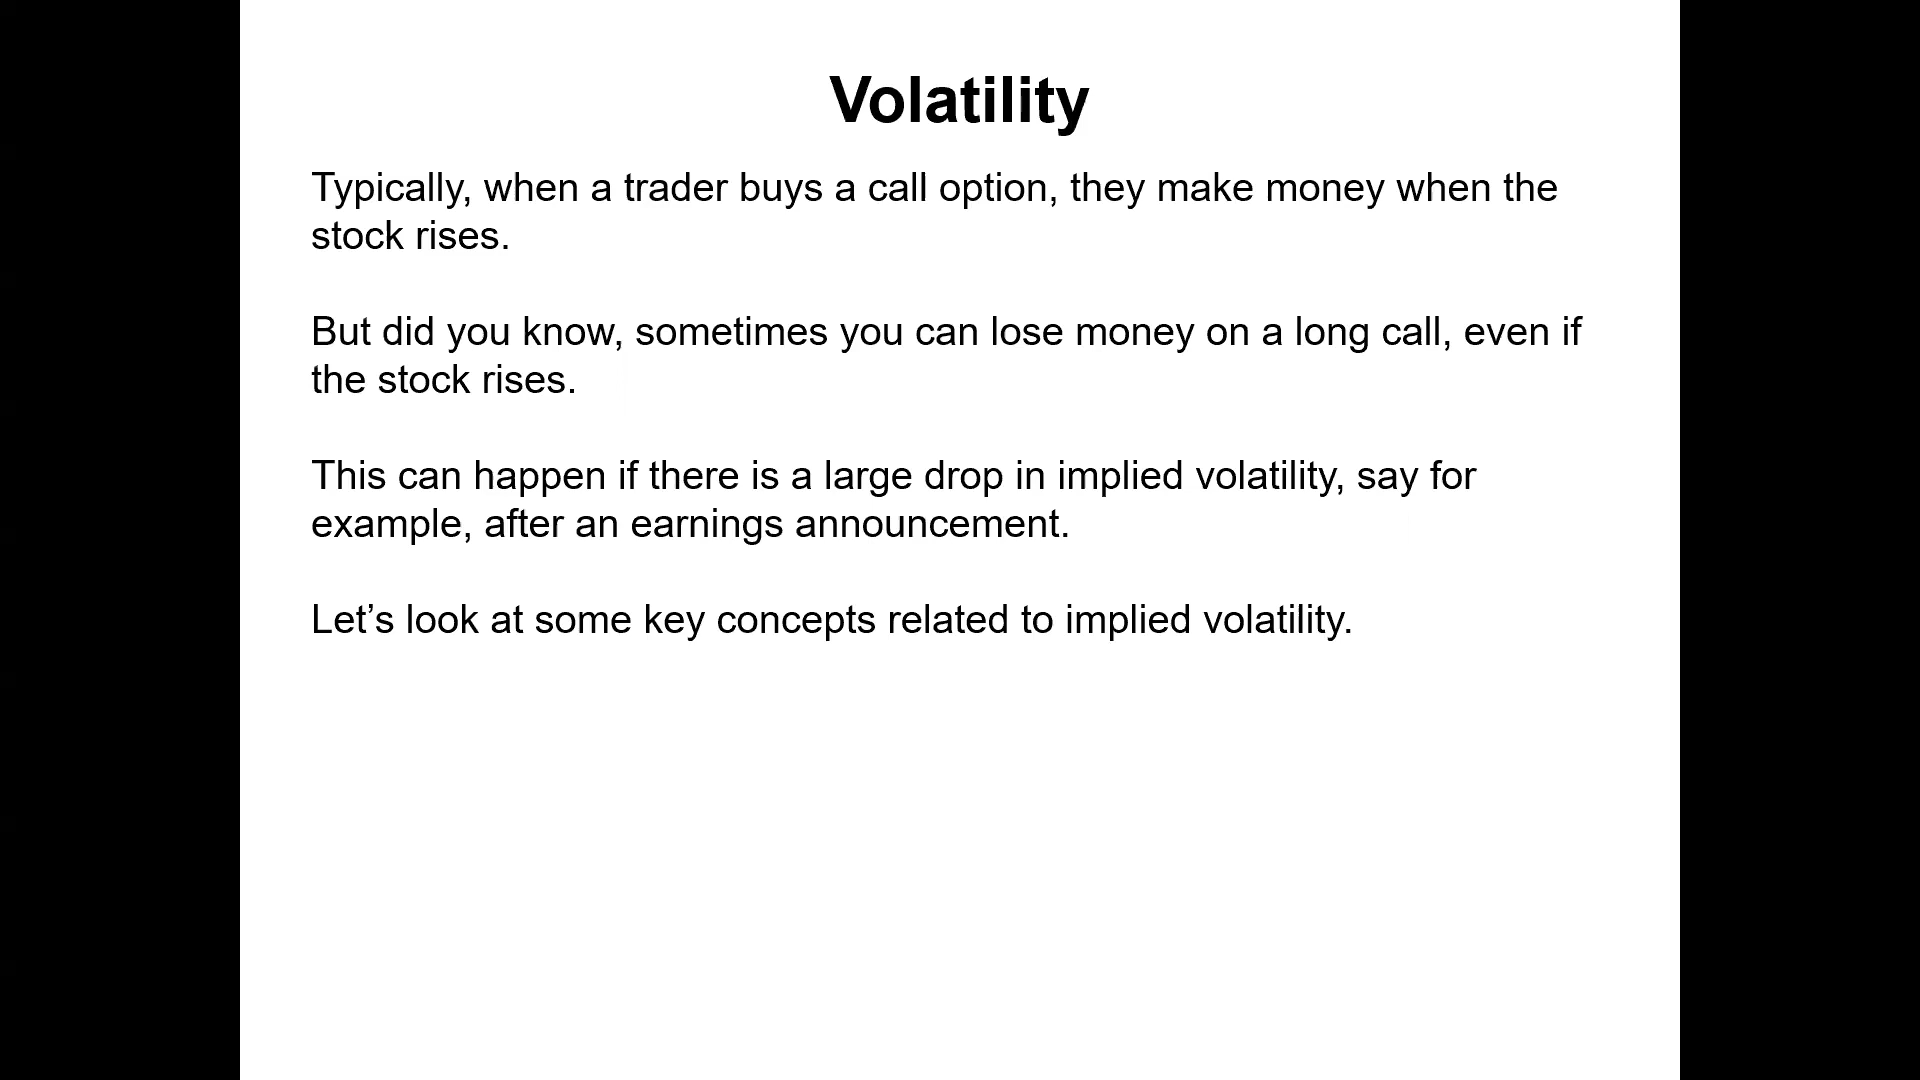 Volatility
Typically, when a trader buys a call option, they make money when the
stock rises.
But did you know, sometimes you can lose money on a long call, even if
the stock rises.
This can happen if there is a large drop in implied volatility, say for
example, after an earnings announcement.
Let’s look at some key concepts related to implied volatility.